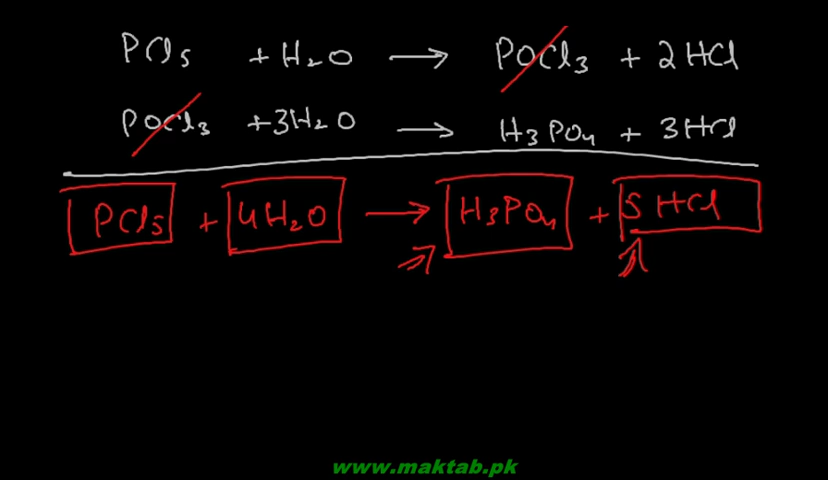 PCl₅ + H₂O → POCl₃ + 2HCl
POCl₃ + 3H₂O → H₃PO₄ + 3HCl
PCl₅ + 4H₂O → H₃PO₄ + 5HCl
www.maktab.pk